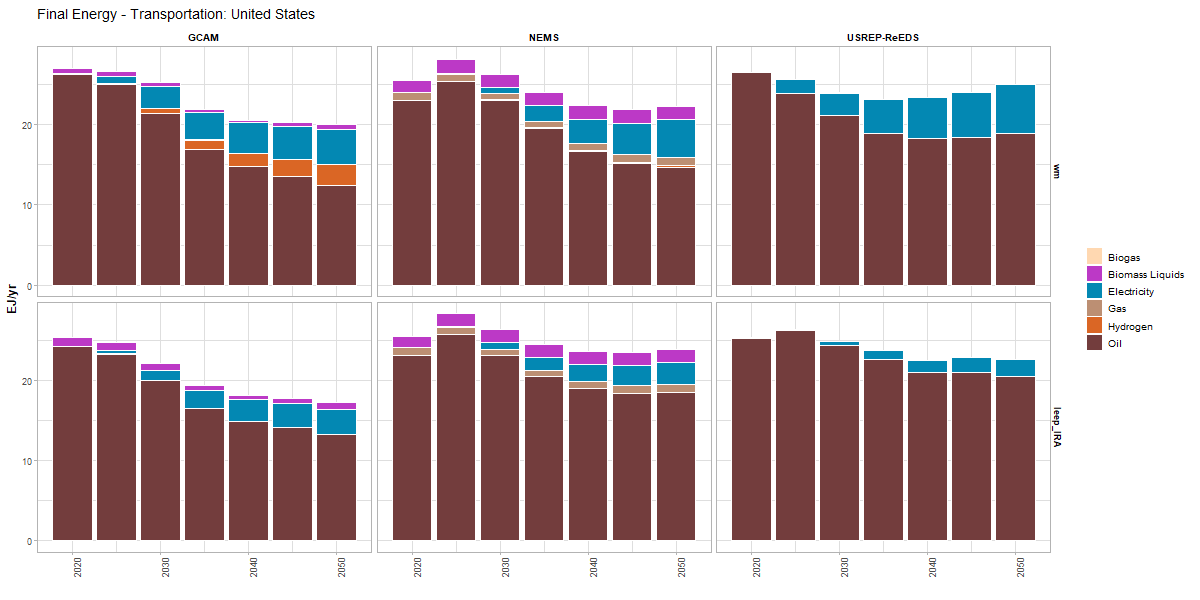 Final Energy - Transportation: United States
GCAM
NEMS
USREP-ReEDS
20
10
0
wm
EJ/yr
20
10
0
leep_IRA
2020
2030
2040
2050
2020
2030
2040
2050
2020
2030
2040
2050
Biogas
Biomass Liquids
Electricity
Gas
Hydrogen
Oil